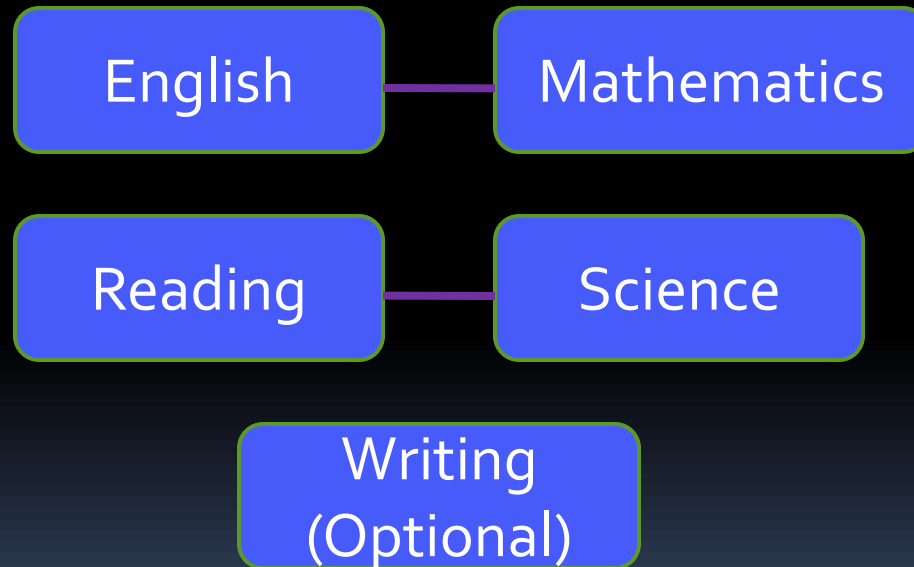 English
Mathematics
Reading
Science
Writing
(Optional)